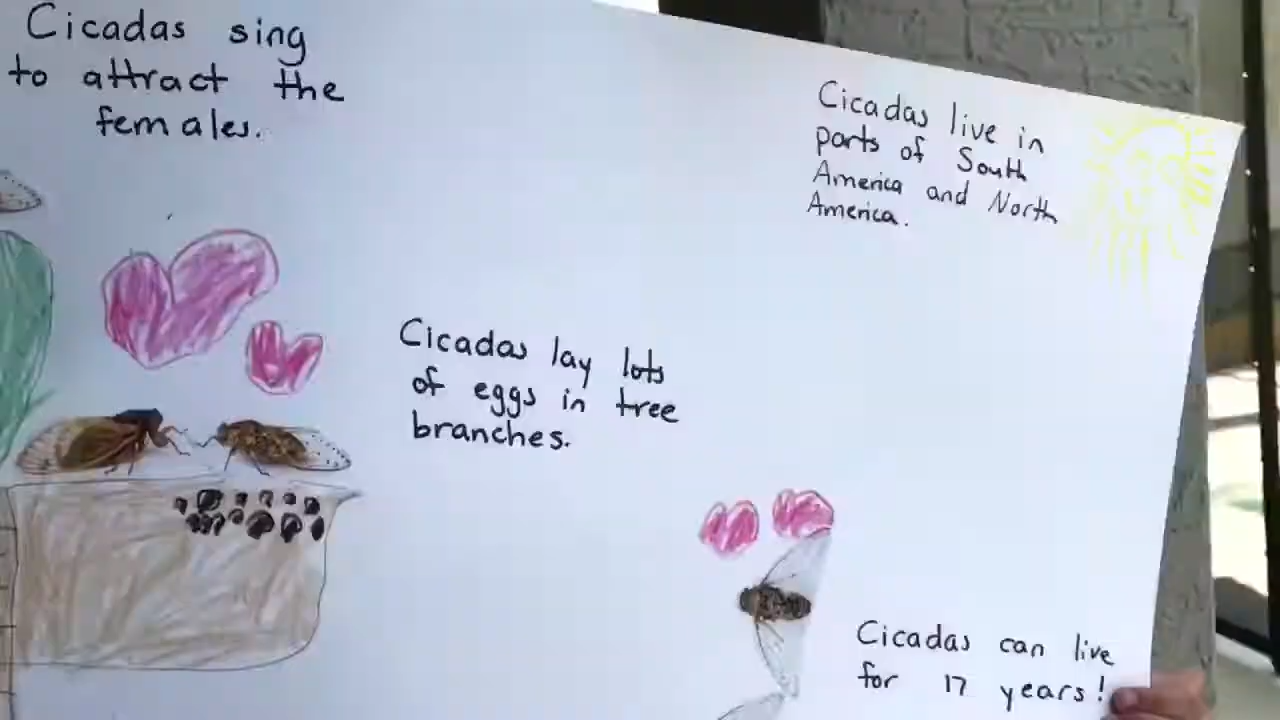 Cicadas sing
to attract the
females.
Cicadas live in
parts of South
America and North
America.
Cicadas lay lots
of eggs in tree
branches.
Cicadas can live
for 17 years!